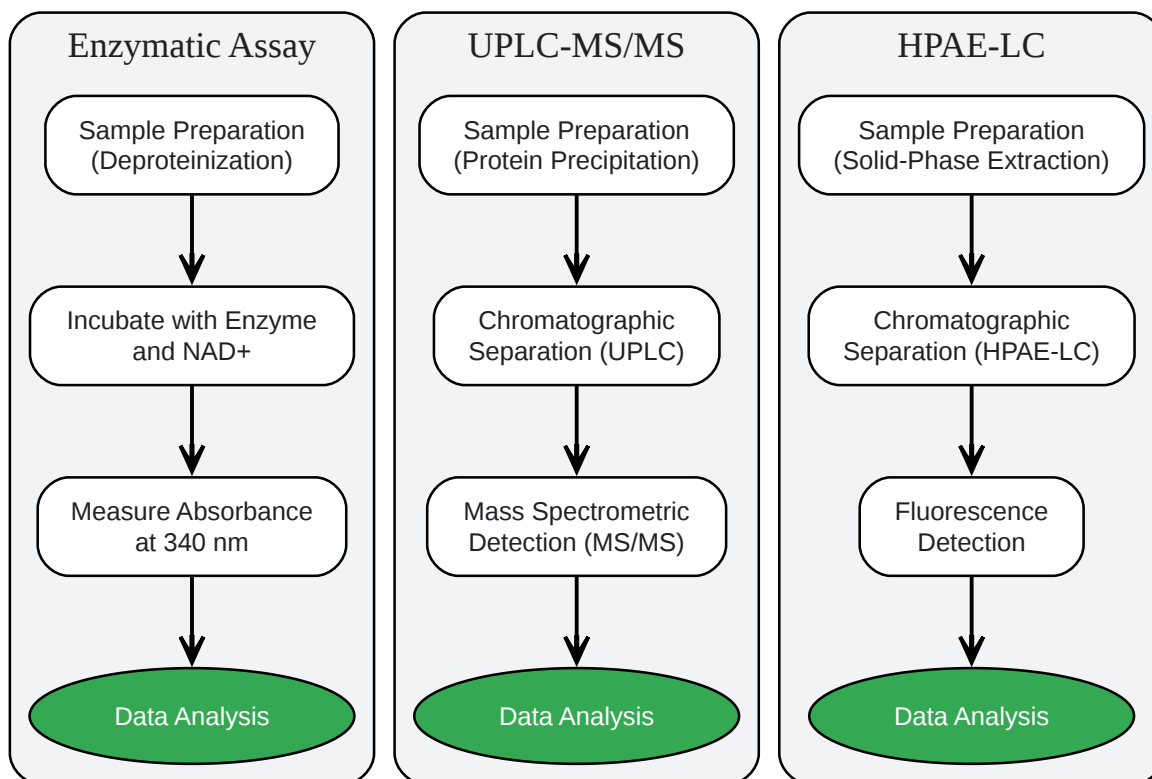 Enzymatic Assay
Sample Preparation
(Deproteinization)
Incubate with Enzyme
and NAD+
Measure Absorbance
at 340 nm
Data Analysis
UPLC-MS/MS
Sample Preparation
(Protein Precipitation)
Chromatographic
Separation (UPLC)
Mass Spectrometric
Detection (MS/MS)
Data Analysis
HPAE-LC
Sample Preparation
(Solid-Phase Extraction)
Chromatographic
Separation (HPAE-LC)
Fluorescence
Detection
Data Analysis